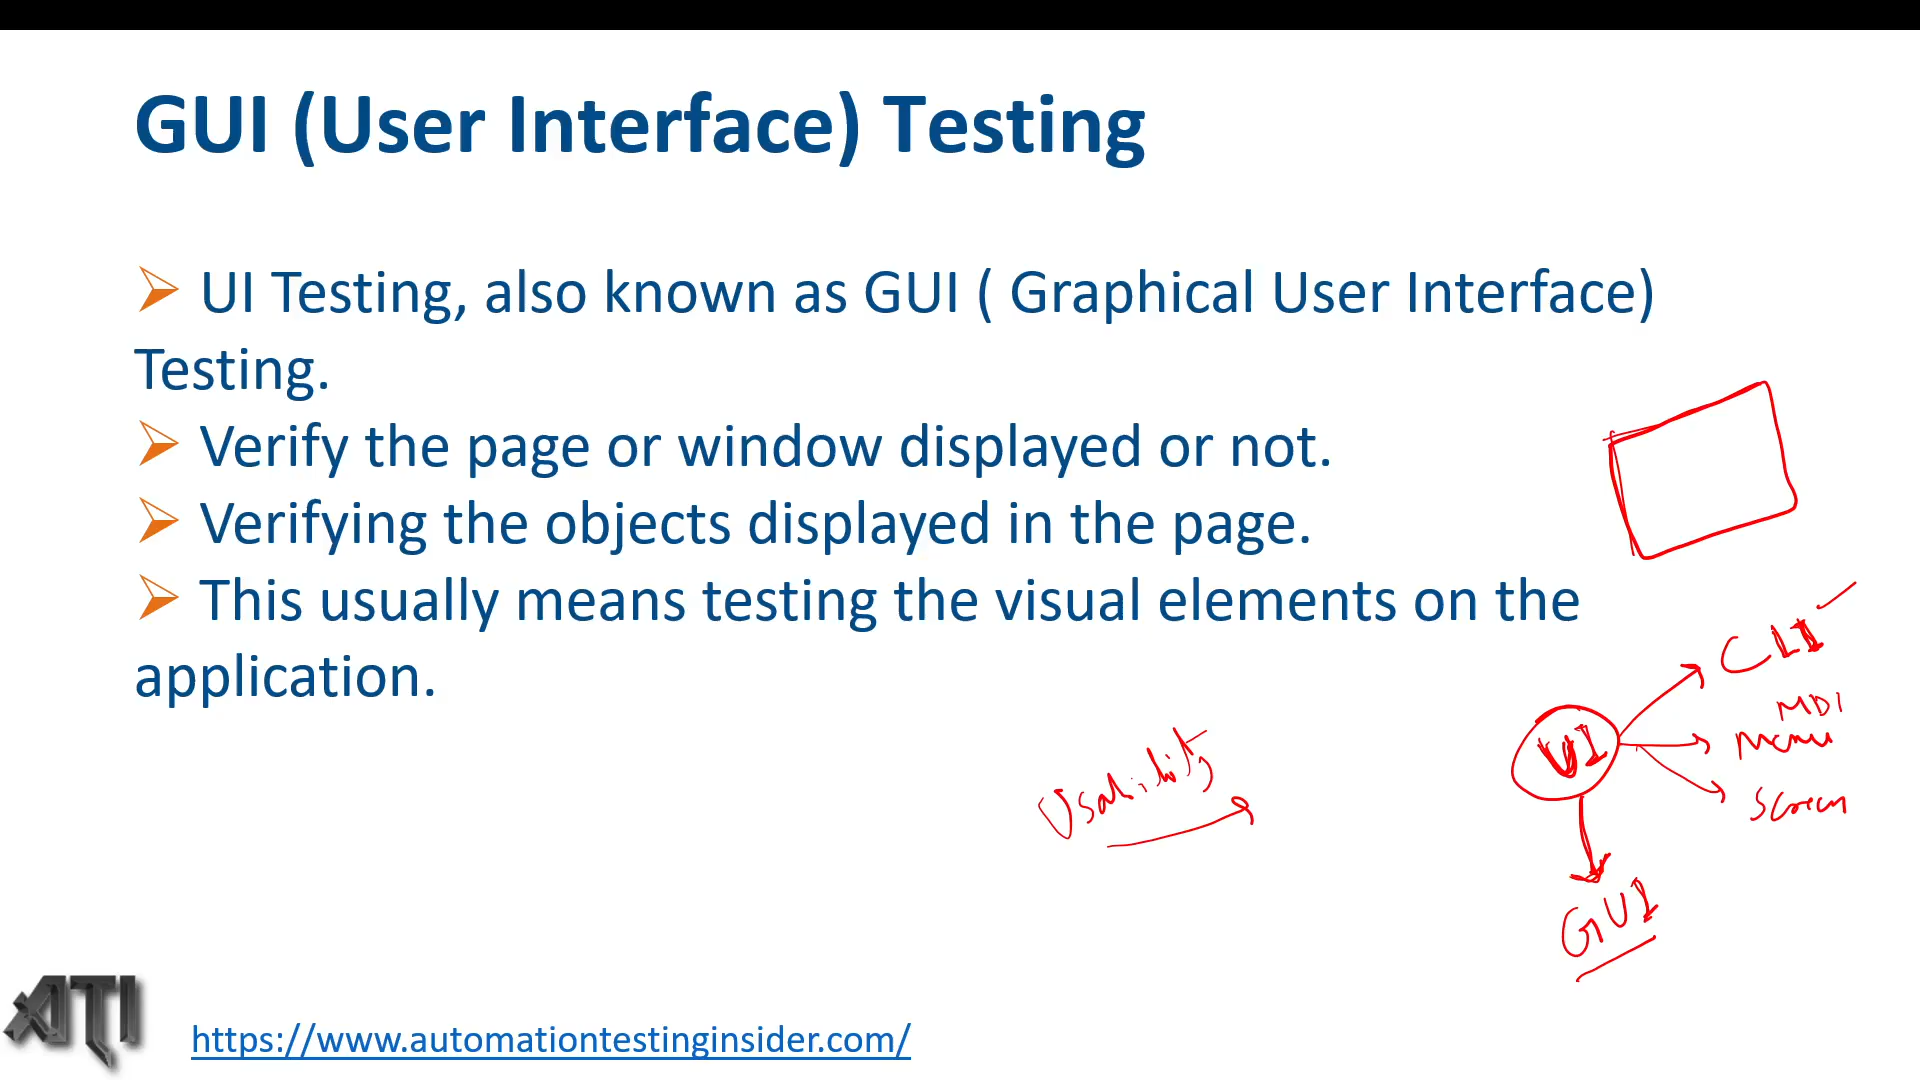 GUI (User Interface) Testing
➢ UI Testing, also known as GUI ( Graphical User Interface)
Testing.
➢ Verify the page or window displayed or not.
➢ Verifying the objects displayed in the page.
➢ This usually means testing the visual elements on the
application.
CLI
MDI
Menu
UI
Screen
Usability
GUI
ATI
https://www.automationtestinginsider.com/